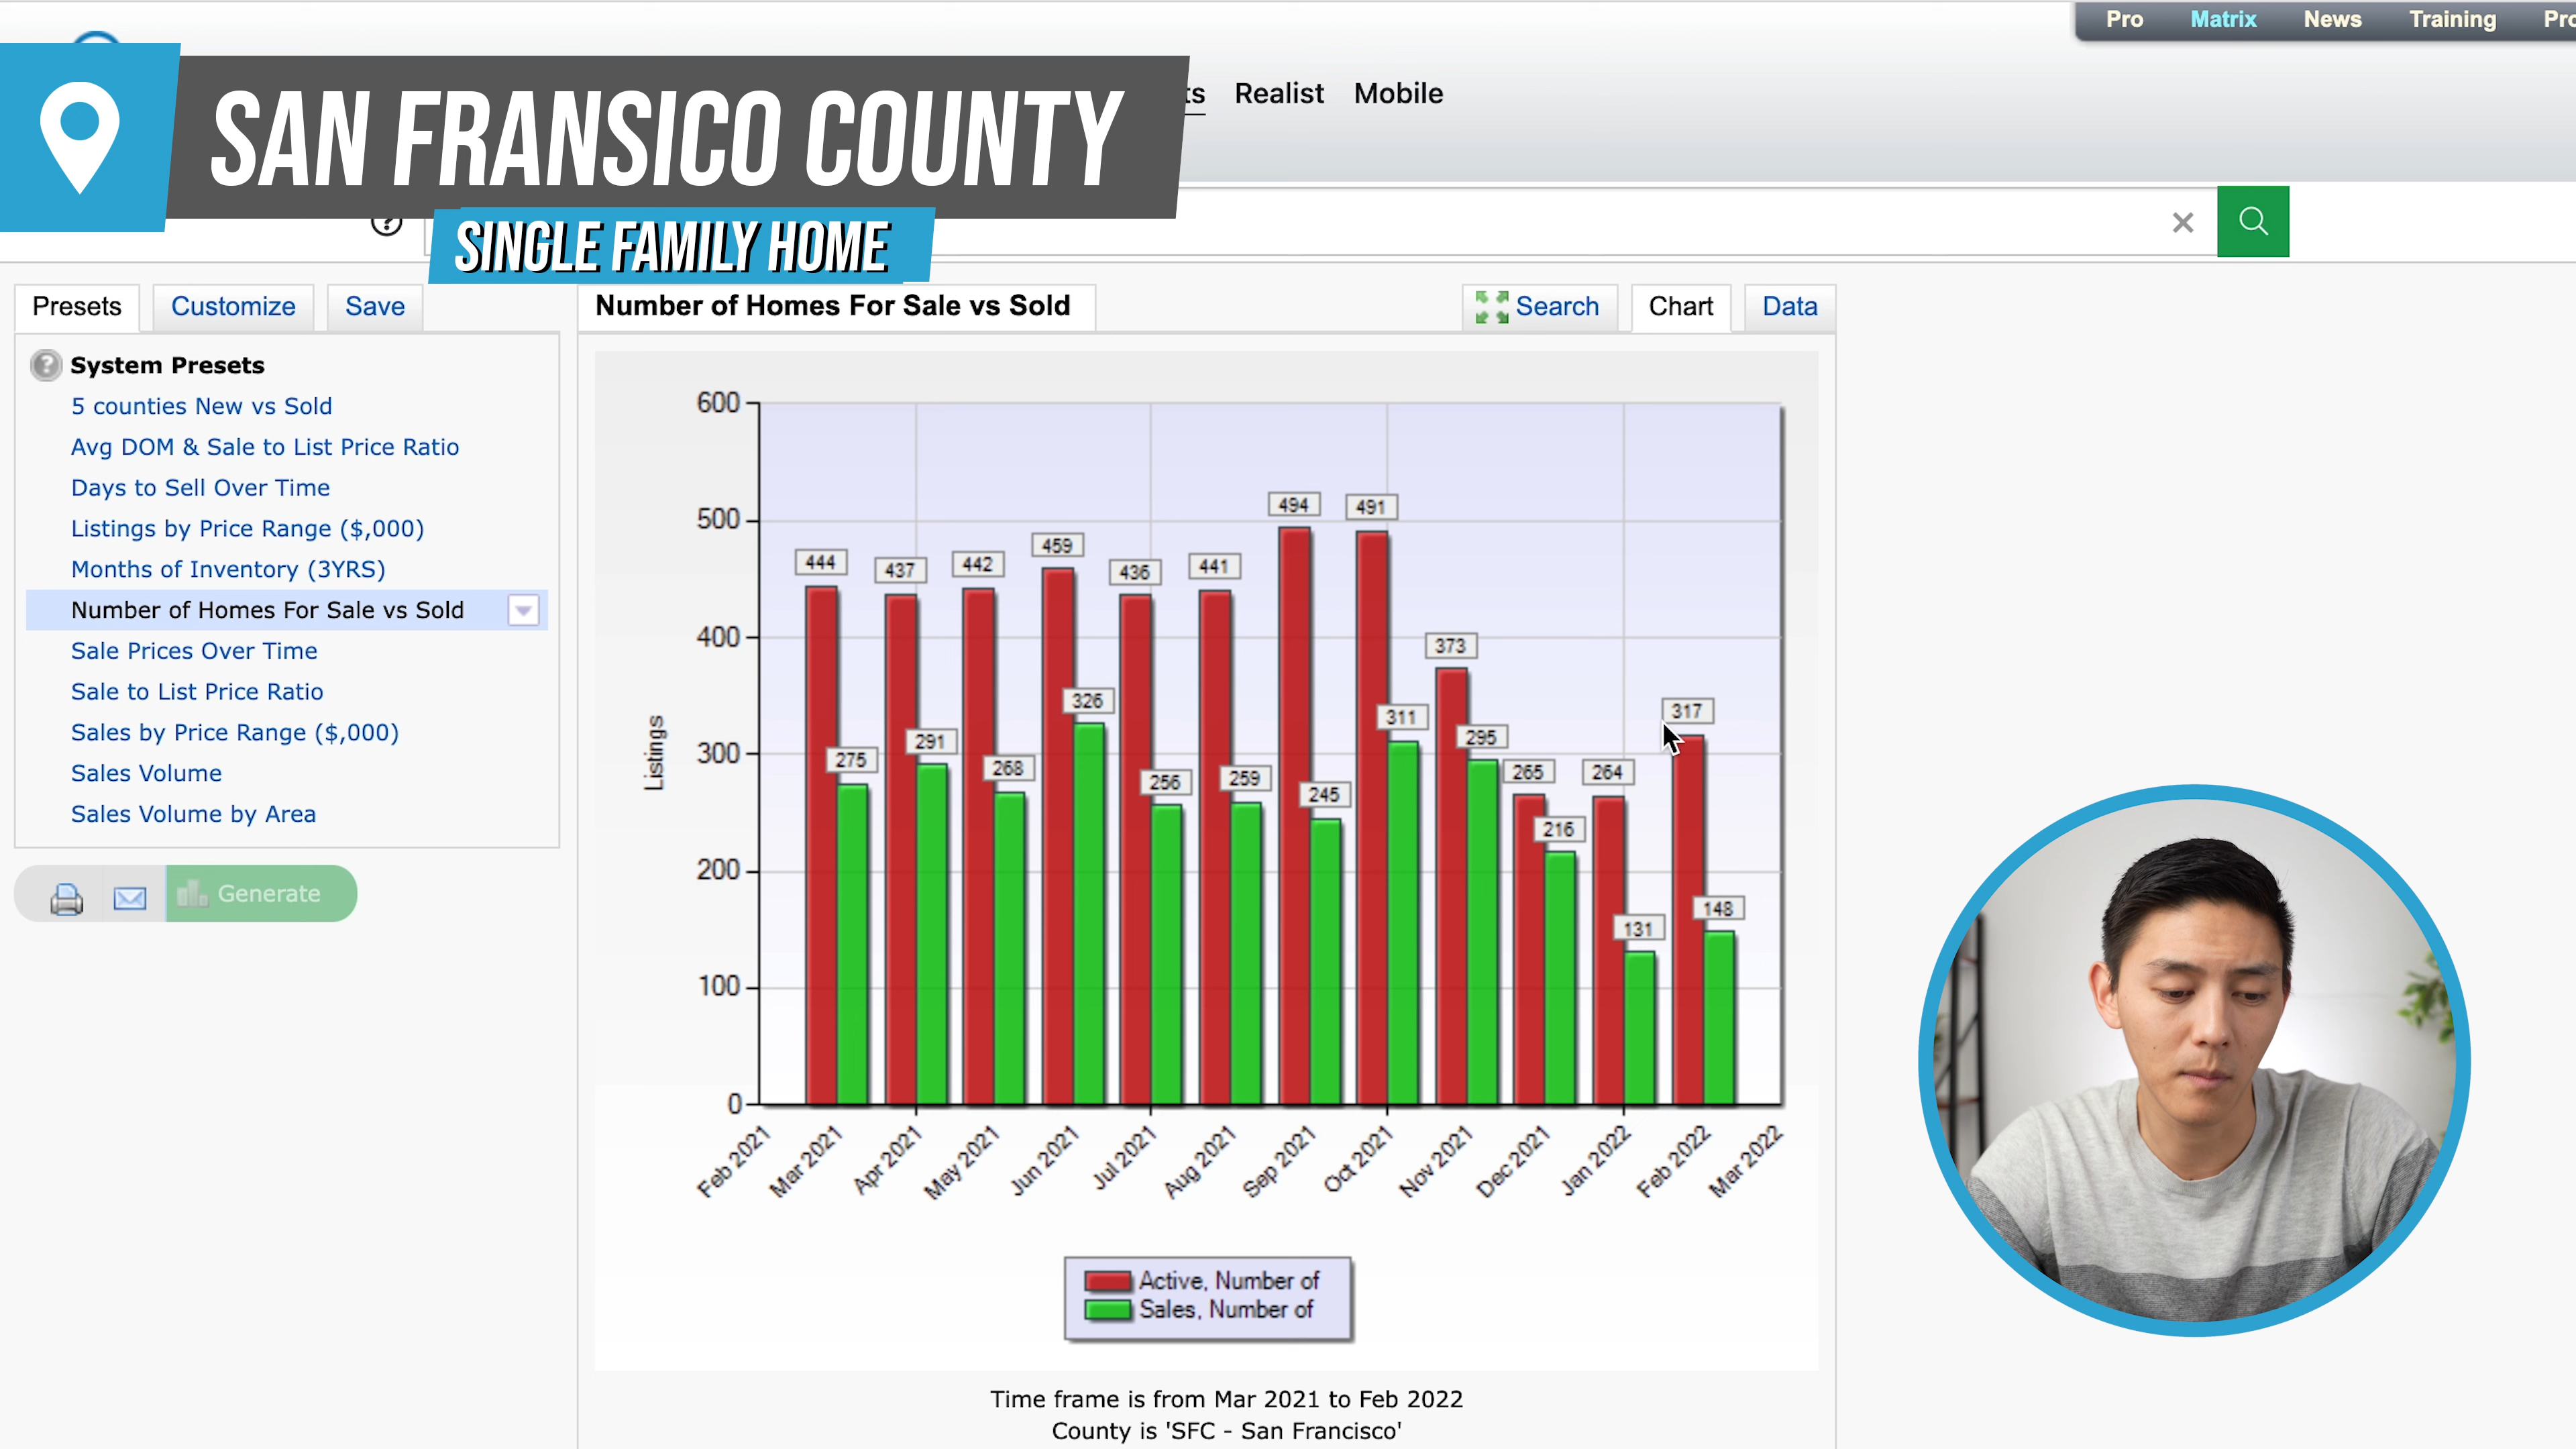 Pro Matrix News Training Pro
SAN FRANSICO COUNTY
ts Realist Mobile
SINGLE FAMILY HOME
Presets Customize Save
Number of Homes For Sale vs Sold
Search Chart Data
System Presets
5 counties New vs Sold
Avg DOM & Sale to List Price Ratio
Days to Sell Over Time
Listings by Price Range ($,000)
Months of Inventory (3YRS)
Number of Homes For Sale vs Sold
Sale Prices Over Time
Sale to List Price Ratio
Sales by Price Range ($,000)
Sales Volume
Sales Volume by Area
Generate
Listings
600
500
400
300
200
100
0
444 275
437 291
442 268
459 326
436 256
441 259
494 245
491 311
373 295
265 216
264 131
317 148
Feb 2021 Mar 2021 Apr 2021 May 2021 Jun 2021 Jul 2021 Aug 2021 Sep 2021 Oct 2021 Nov 2021 Dec 2021 Jan 2022 Feb 2022 Mar 2022
Active, Number of
Sales, Number of
Time frame is from Mar 2021 to Feb 2022
County is 'SFC - San Francisco'